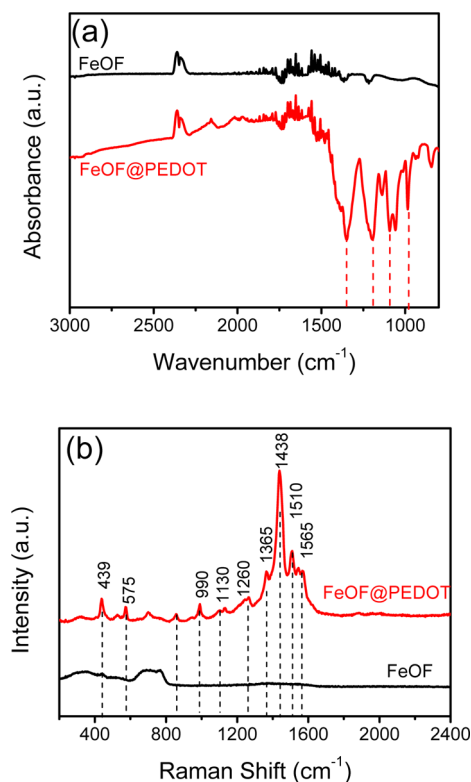 (a)
FeOF
FeOF@PEDOT
Absorbance (a.u.)
3000 2500 2000 1500 1000
Wavenumber (cm⁻¹)
(b)
439
575
990
1130
1260
1365
1438
1510
1565
FeOF@PEDOT
FeOF
Intensity (a.u.)
400 800 1200 1600 2000 2400
Raman Shift (cm⁻¹)